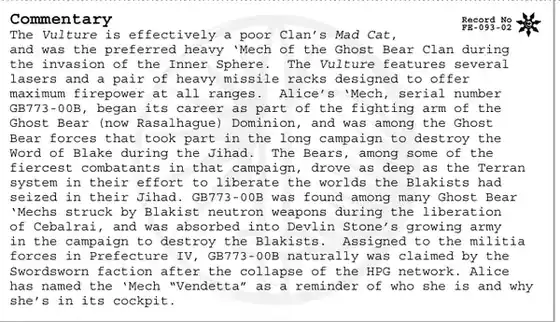 Commentary
Record No
FE-093-02
The Vulture is effectively a poor Clan's Mad Cat,
and was the preferred heavy ‘Mech of the Ghost Bear Clan during
the invasion of the Inner Sphere.  The Vulture features several
lasers and a pair of heavy missile racks designed to offer
maximum firepower at all ranges.  Alice's ‘Mech, serial number
GB773-00B, began its career as part of the fighting arm of the
Ghost Bear (now Rasalhague) Dominion, and was among the Ghost
Bear forces that took part in the long campaign to destroy the
Word of Blake during the Jihad.  The Bears, among some of the
fiercest combatants in that campaign, drove as deep as the Terran
system in their effort to liberate the worlds the Blakists had
seized in their Jihad. GB773-00B was found among many Ghost Bear
‘Mechs struck by Blakist neutron weapons during the liberation
of Cebalrai, and was absorbed into Devlin Stone's growing army
in the campaign to destroy the Blakists.  Assigned to the militia
forces in Prefecture IV, GB773-00B naturally was claimed by the
Swordsworn faction after the collapse of the HPG network. Alice
has named the ‘Mech “Vendetta” as a reminder of who she is and why
she's in its cockpit.